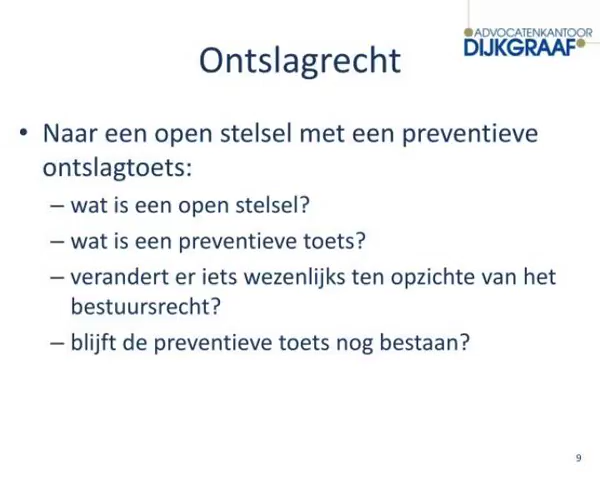 ADVOCATENKANTOOR
DIJKGRAAF
Ontslagrecht
• Naar een open stelsel met een preventieve
ontslagtoets:
– wat is een open stelsel?
– wat is een preventieve toets?
– verandert er iets wezenlijks ten opzichte van het
bestuursrecht?
– blijft de preventieve toets nog bestaan?
9